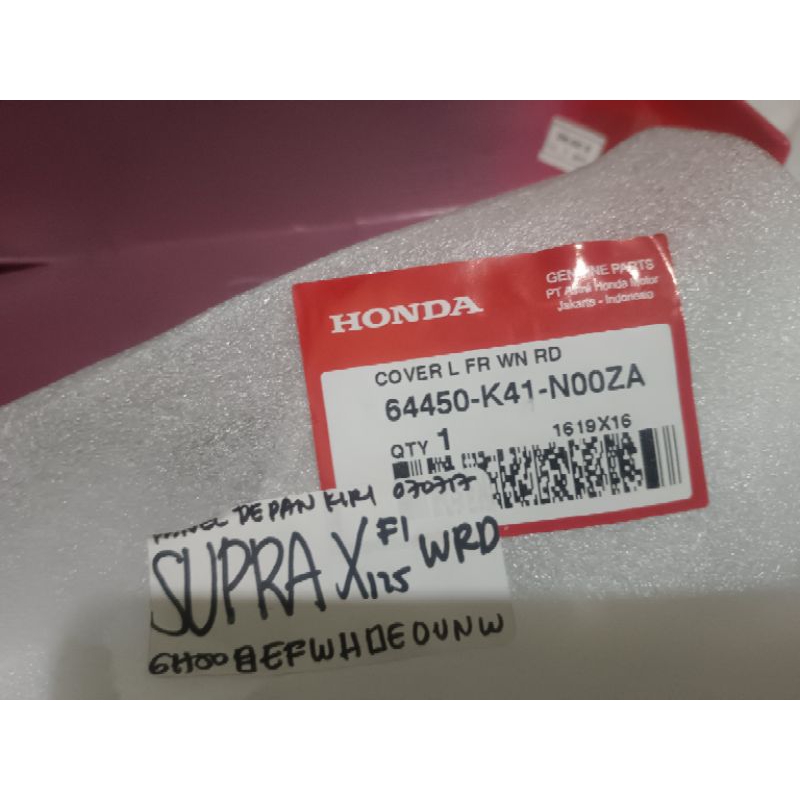 HONDA
GENUINE PARTS
PT Astra Honda Motor
Jakarta - Indonesia
COVER L FR WN RD
64450-K41-N00ZA
QTY 1
1619X16
070717
DEPAN KIRI
SUPRA X FI
125 WRD